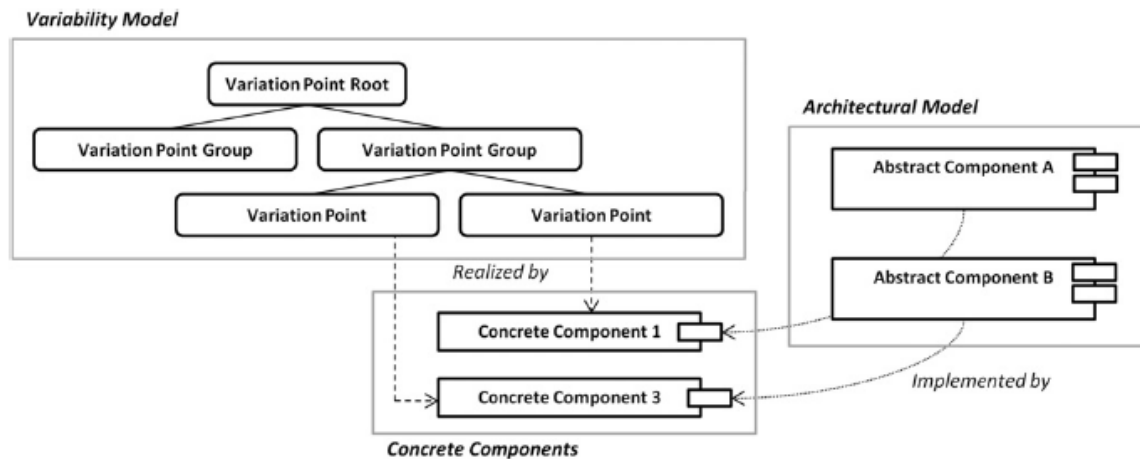 Variability Model
Variation Point Root
Variation Point Group
Variation Point Group
Variation Point
Variation Point
Architectural Model
Abstract Component A
Abstract Component B
Realized by
Concrete Component 1
Concrete Component 3
Implemented by
Concrete Components